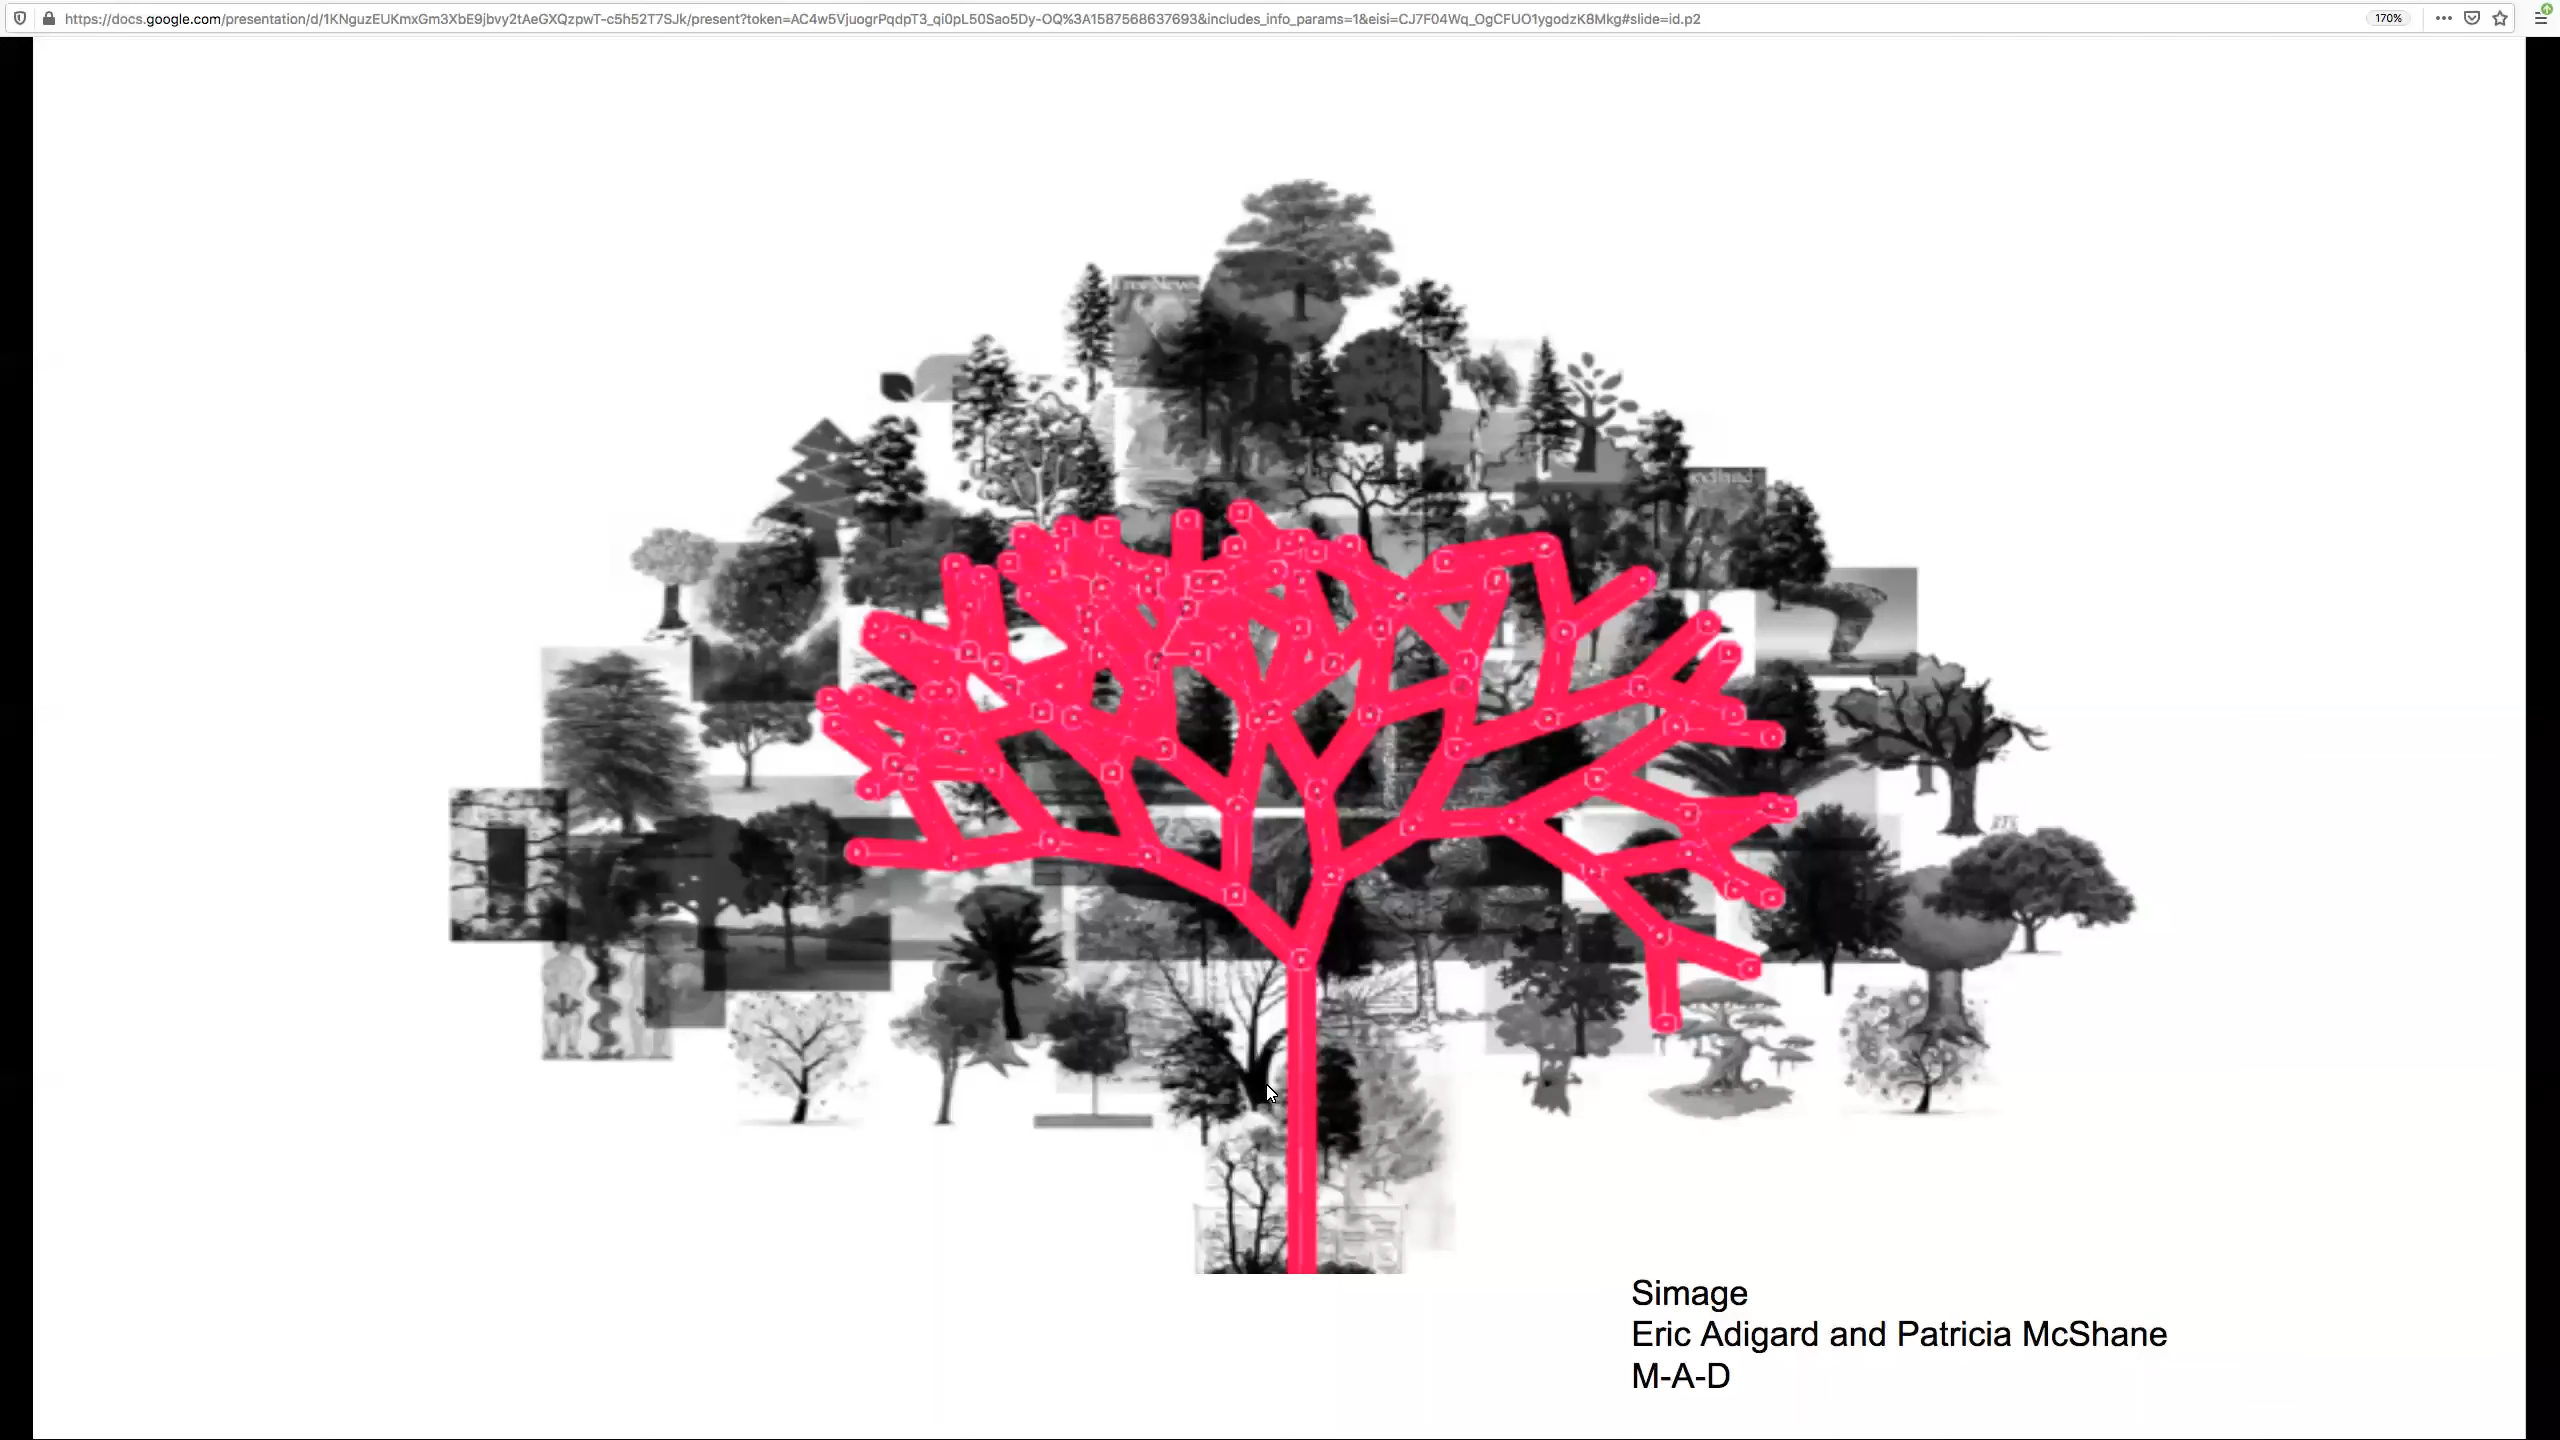 https://docs.google.com/presentation/d/1KNguzEUKmxGm3XbE9jbvy2tAeGXQzpwT-c5h52T7SJk/present?token=AC4w5VjuogrPqdpT3_qi0pL50Sao5Dy-OQ%3A1587568637693&includes_info_params=1&eisi=CJ7F04Wq_OgCFUO1ygodzK8Mkg#slide=id.p2
170%
Simage
Eric Adigard and Patricia McShane
M-A-D